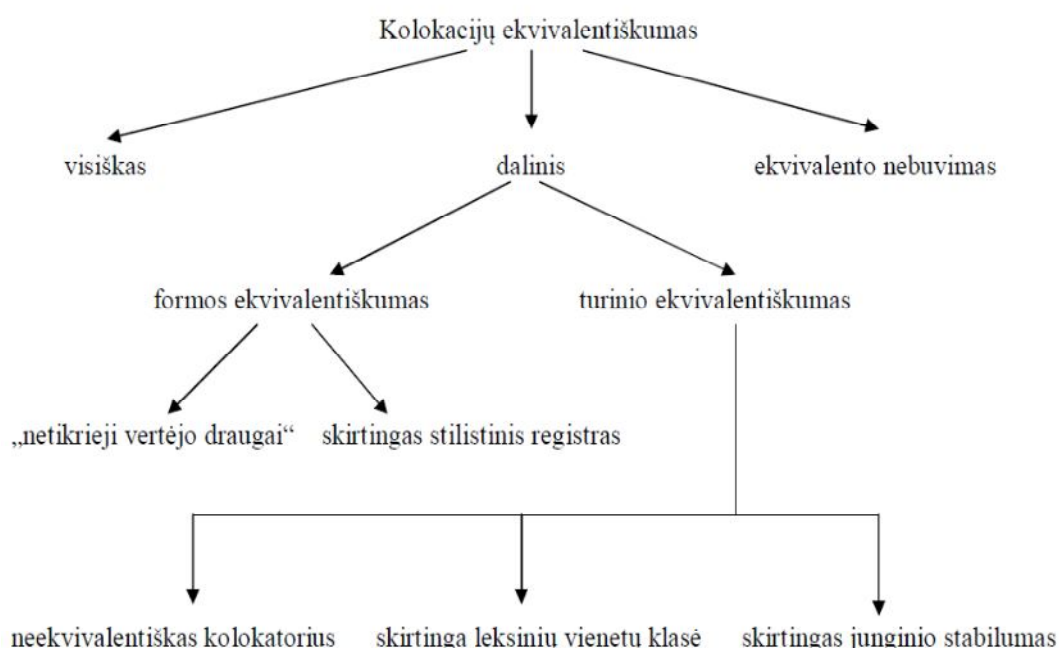 Kolokacijų ekvivalentiškumas
visiškas dalinis ekvivalento nebuvimas
formos ekvivalentiškumas turinio ekvivalentiškumas
„netikrieji vertėjo draugai“ skirtingas stilistinis registras
neekvivalentiškas kolokatorius skirtinga leksinių vienetų klasė skirtingas junginio stabilumas